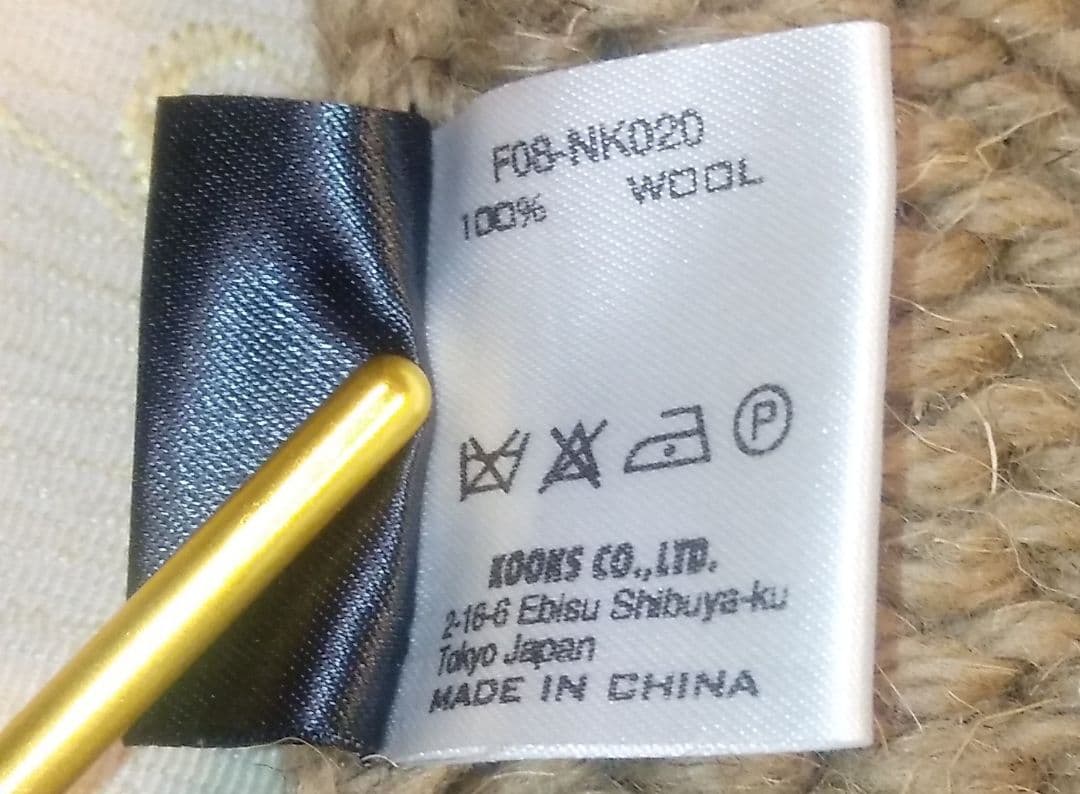 F08-NK020
100% WOOL
P
KOOKS CO.,LTD.
2-16-6 Ebisu Shibuya-ku
Tokyo Japan
MADE IN CHINA